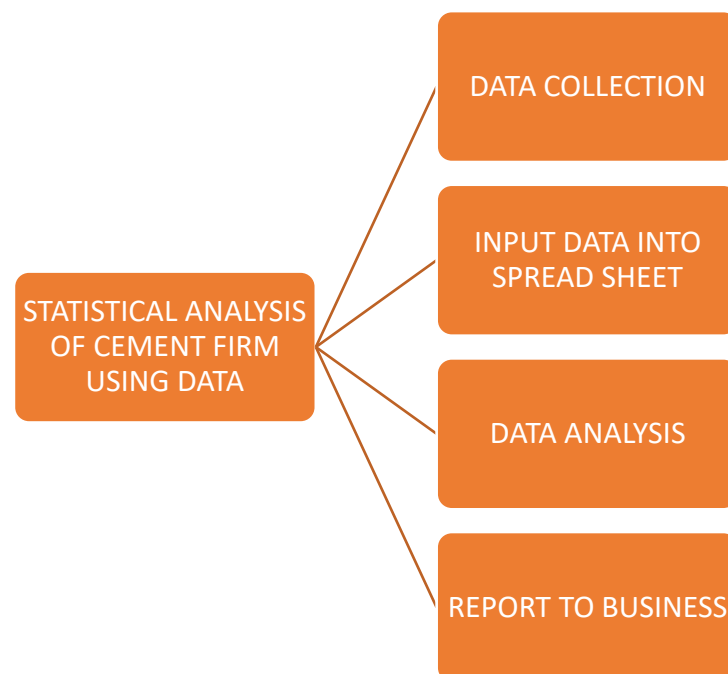 STATISTICAL ANALYSIS
OF CEMENT FIRM
USING DATA
DATA COLLECTION
INPUT DATA INTO
SPREAD SHEET
DATA ANALYSIS
REPORT TO BUSINESS